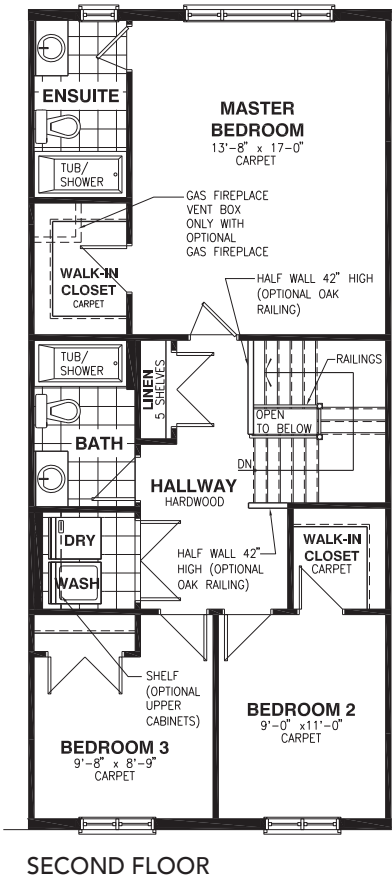 ENSUITE
MASTER
BEDROOM
13'-8" x 17'-0"
CARPET
TUB/
SHOWER
GAS FIREPLACE
VENT BOX
ONLY WITH
OPTIONAL
GAS FIREPLACE
WALK-IN
CLOSET
CARPET
HALF WALL 42" HIGH
(OPTIONAL OAK
RAILING)
TUB/
SHOWER
LINEN
5 SHELVES
RAILINGS
OPEN
TO BELOW
BATH
DN
HALLWAY
HARDWOOD
DRY
WASH
HALF WALL 42"
HIGH (OPTIONAL
OAK RAILING)
WALK-IN
CLOSET
CARPET
SHELF
(OPTIONAL
UPPER
CABINETS)
BEDROOM 2
9'-0" x11'-0"
CARPET
BEDROOM 3
9'-8" x 8'-9"
CARPET
SECOND FLOOR